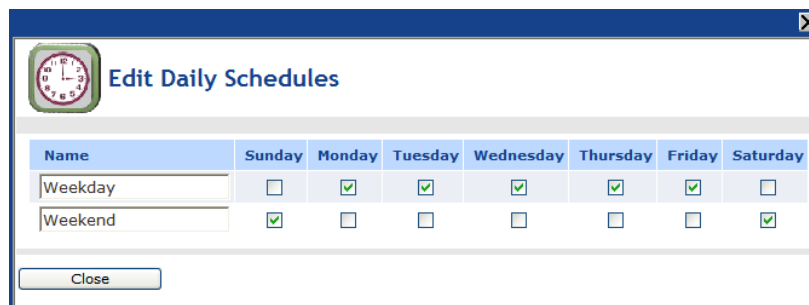 Edit Daily Schedules
Name Sunday Monday Tuesday Wednesday Thursday Friday Saturday
Weekday
Weekend
Close